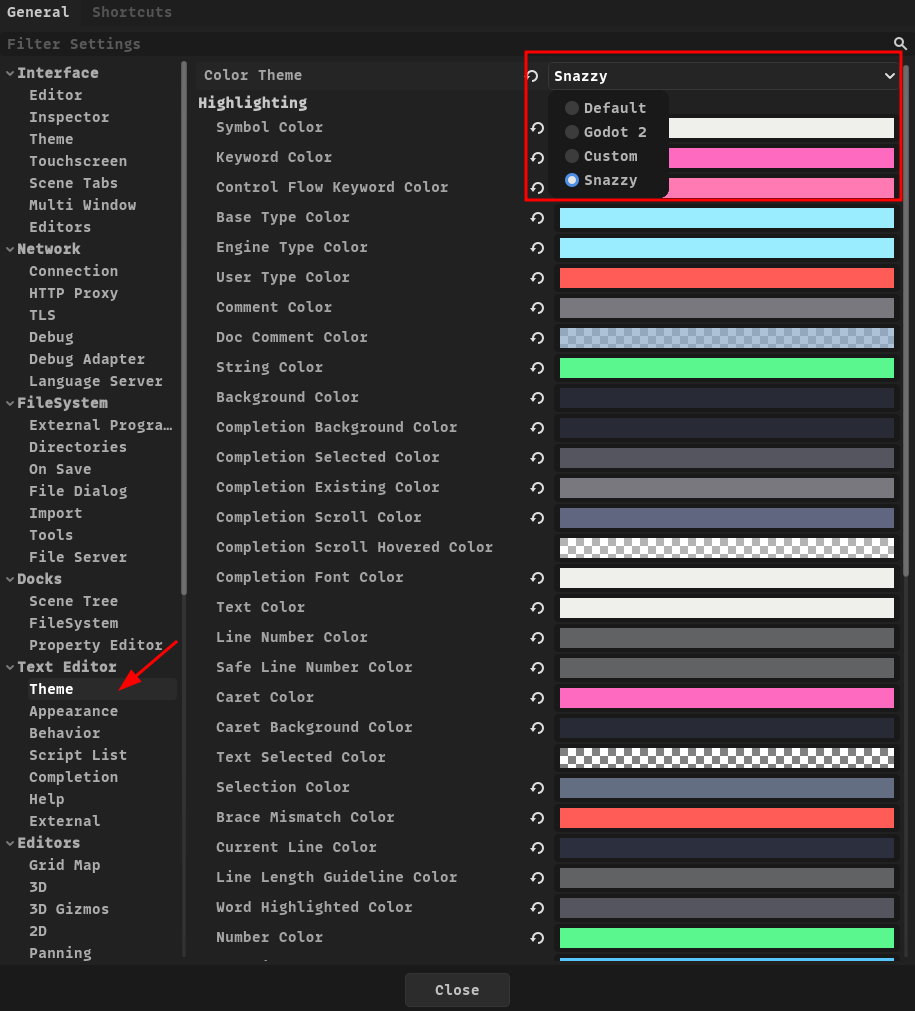 General Shortcuts
Filter Settings
Interface
Editor
Inspector
Theme
Touchscreen
Scene Tabs
Multi Window
Editors
Network
Connection
HTTP Proxy
TLS
Debug
Debug Adapter
Language Server
FileSystem
External Progra…
Directories
On Save
File Dialog
Import
Tools
File Server
Docks
Scene Tree
FileSystem
Property Editor
Text Editor
Theme
Appearance
Behavior
Script List
Completion
Help
External
Editors
Grid Map
3D
3D Gizmos
2D
Panning
Color Theme
Snazzy
Default
Godot 2
Custom
Snazzy
Highlighting
Symbol Color
Keyword Color
Control Flow Keyword Color
Base Type Color
Engine Type Color
User Type Color
Comment Color
Doc Comment Color
String Color
Background Color
Completion Background Color
Completion Selected Color
Completion Existing Color
Completion Scroll Color
Completion Scroll Hovered Color
Completion Font Color
Text Color
Line Number Color
Safe Line Number Color
Caret Color
Caret Background Color
Text Selected Color
Selection Color
Brace Mismatch Color
Current Line Color
Line Length Guideline Color
Word Highlighted Color
Number Color
Close